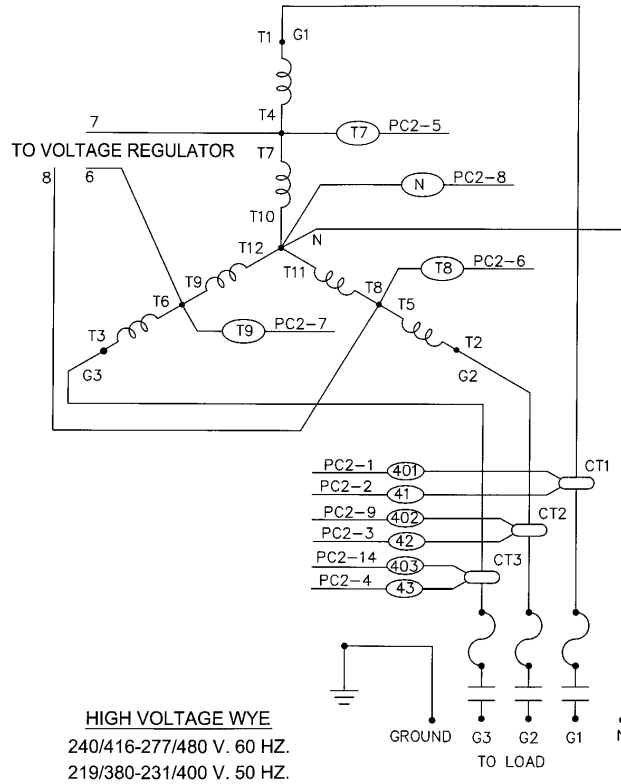 T1 G1
T4
7
T7 PC2-5
TO VOLTAGE REGULATOR
T7
8 6
N PC2-8
T10
T12 N
T9 T11 T8
T8 PC2-6
T6 T5
T9 PC2-7
T3 T2
G3 G2
PC2-1 401
CT1
PC2-2 41
PC2-9 402
CT2
PC2-3 42
PC2-14 403
CT3
PC2-4 43
GROUND G3 G2 G1 N
TO LOAD
HIGH VOLTAGE WYE
240/416-277/480 V. 60 HZ.
219/380-231/400 V. 50 HZ.